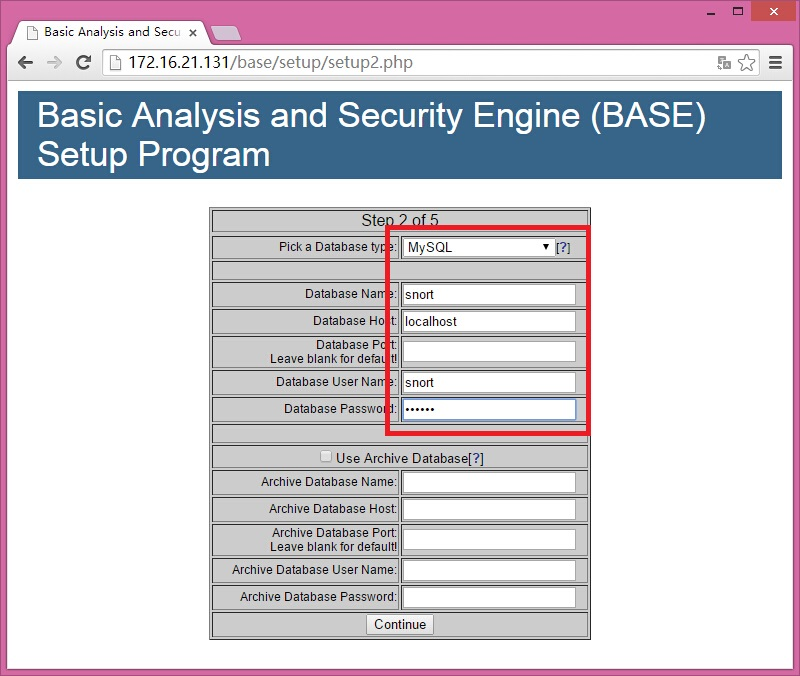 Basic Analysis and Secu
172.16.21.131/base/setup/setup2.php
Basic Analysis and Security Engine (BASE)
Setup Program
Step 2 of 5
Pick a Database type: MySQL [?]
Database Name: snort
Database Host: localhost
Database Port:
Leave blank for default!
Database User Name: snort
Database Password: ••••••
Use Archive Database[?]
Archive Database Name:
Archive Database Host:
Archive Database Port:
Leave blank for default!
Archive Database User Name:
Archive Database Password:
Continue